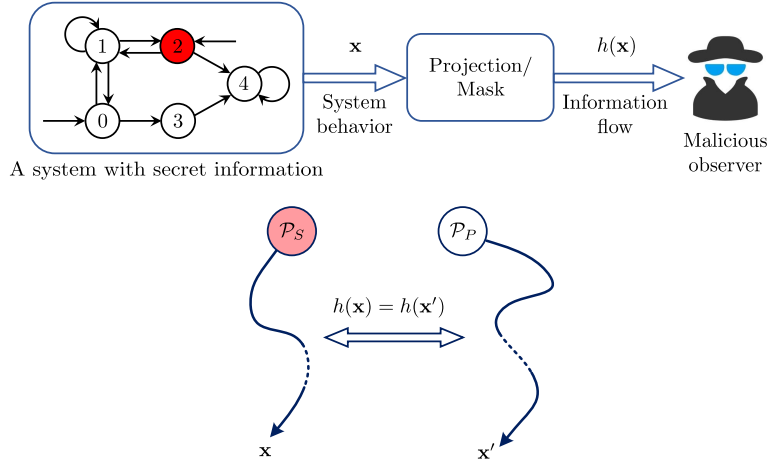 1
2
4
0
3
A system with secret information
x
System
behavior
Projection/
Mask
h(x)
Information
flow
Malicious
observer
𝒫_S
𝒫_P
h(x) = h(x′)
x
x′